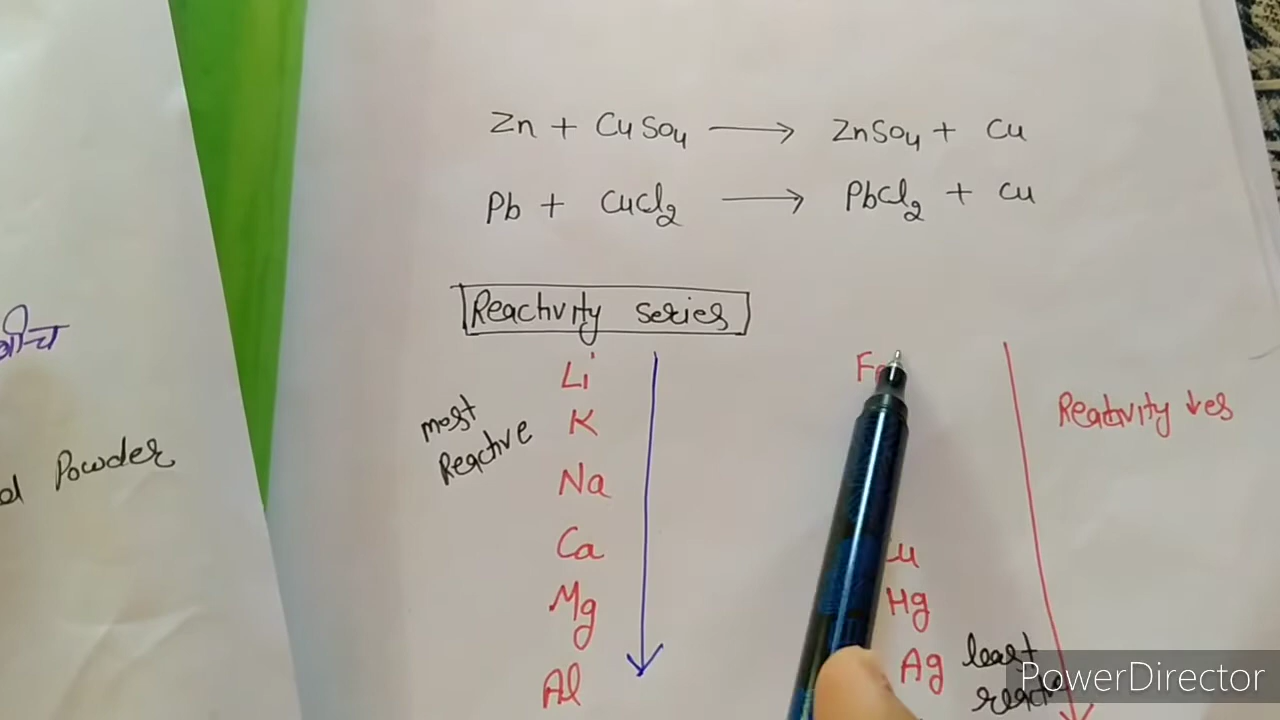 Zn + CuSO4 → ZnSO4 + Cu
Pb + CuCl2 → PbCl2 + Cu
Reactivity series
most
Reactive
Li
K
Na
Ca
Mg
Al
Hg
Ag
Reactivity ↓es
least
बीच
Powder
PowerDirector